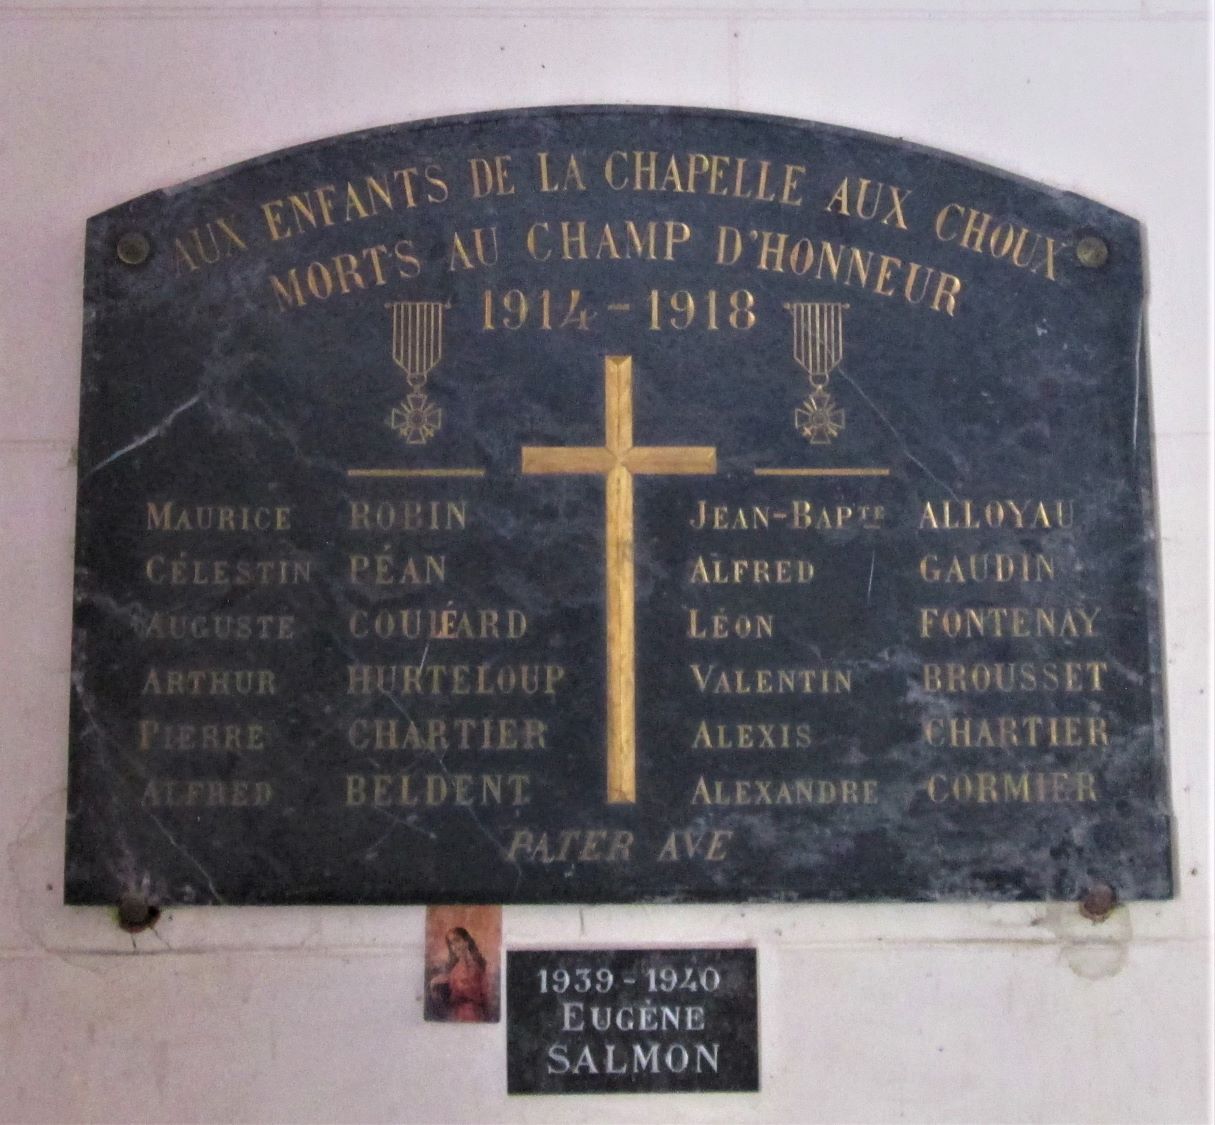 AUX ENFANTS DE LA CHAPELLE AUX CHOUX
MORTS AU CHAMP D'HONNEUR
1914 - 1918
MAURICE ROBIN
CÉLESTIN PÉAN
AUGUSTE COULÉARD
ARTHUR HURTELOUP
PIERRE CHARTIER
ALFRED BELDENT
JEAN-BAPTE ALLOYAU
ALFRED GAUDIN
LÉON FONTENAY
VALENTIN BROUSSET
ALEXIS CHARTIER
ALEXANDRE CORMIER
PATER AVE
1939 - 1940
EUGÈNE
SALMON